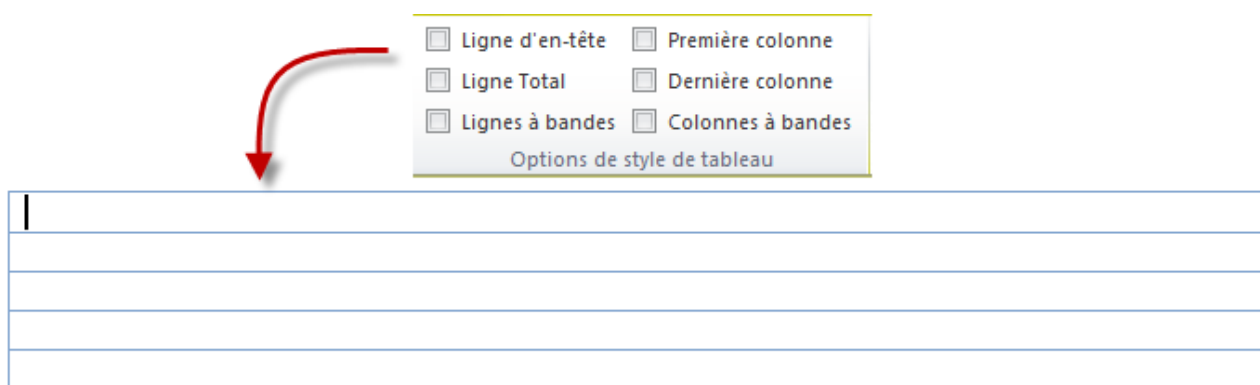 Ligne d'en-tête Première colonne
Ligne Total Dernière colonne
Lignes à bandes Colonnes à bandes
Options de style de tableau